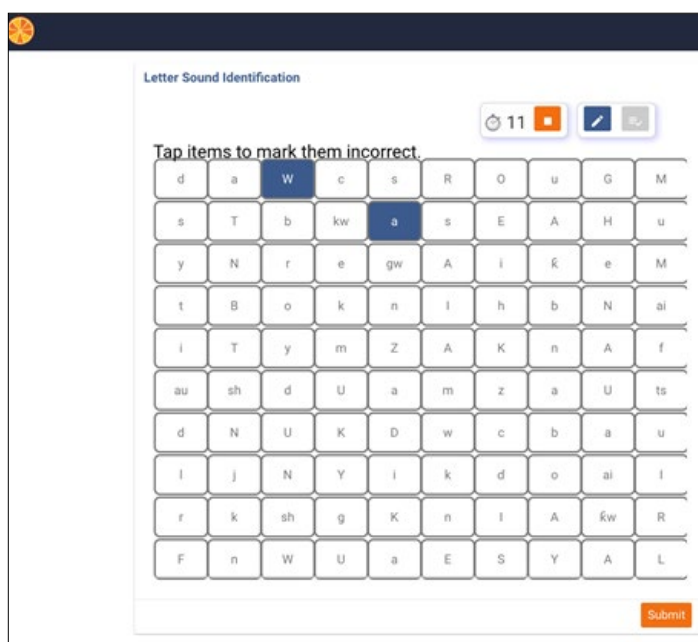 Letter Sound Identification
11
Tap items to mark them incorrect.
d a W c s R O u G M
s T b kw a s E A H u
y N r e gw A i ƙ e M
t B o k n l h b N ai
i T y m Z A K n A f
au sh d U a m z a U ts
d N U K D w c b a u
l j N Y i k d o ai l
r k sh g K n l A ƙw R
F n W U a E S Y A L
Submit